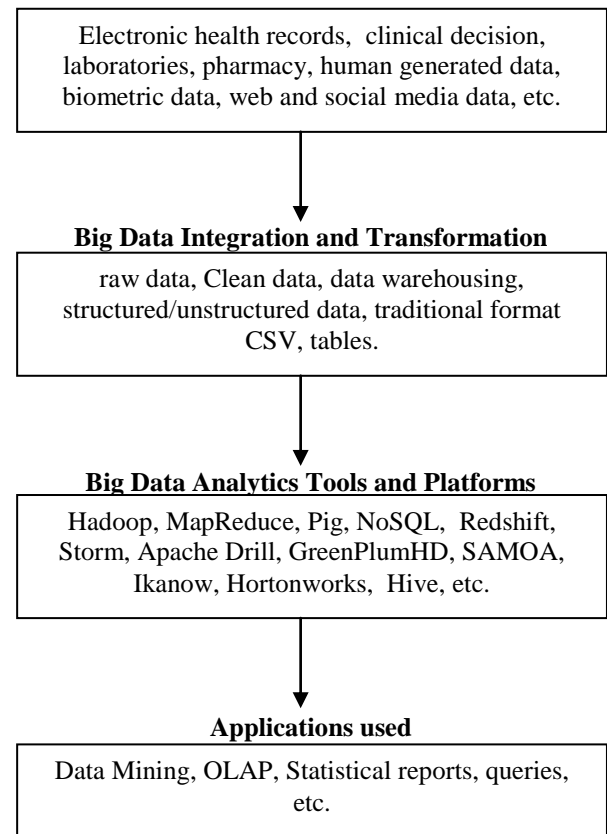 Electronic health records, clinical decision,
laboratories, pharmacy, human generated data,
biometric data, web and social media data, etc.
Big Data Integration and Transformation
raw data, Clean data, data warehousing,
structured/unstructured data, traditional format
CSV, tables.
Big Data Analytics Tools and Platforms
Hadoop, MapReduce, Pig, NoSQL, Redshift,
Storm, Apache Drill, GreenPlumHD, SAMOA,
Ikanow, Hortonworks, Hive, etc.
Applications used
Data Mining, OLAP, Statistical reports, queries,
etc.